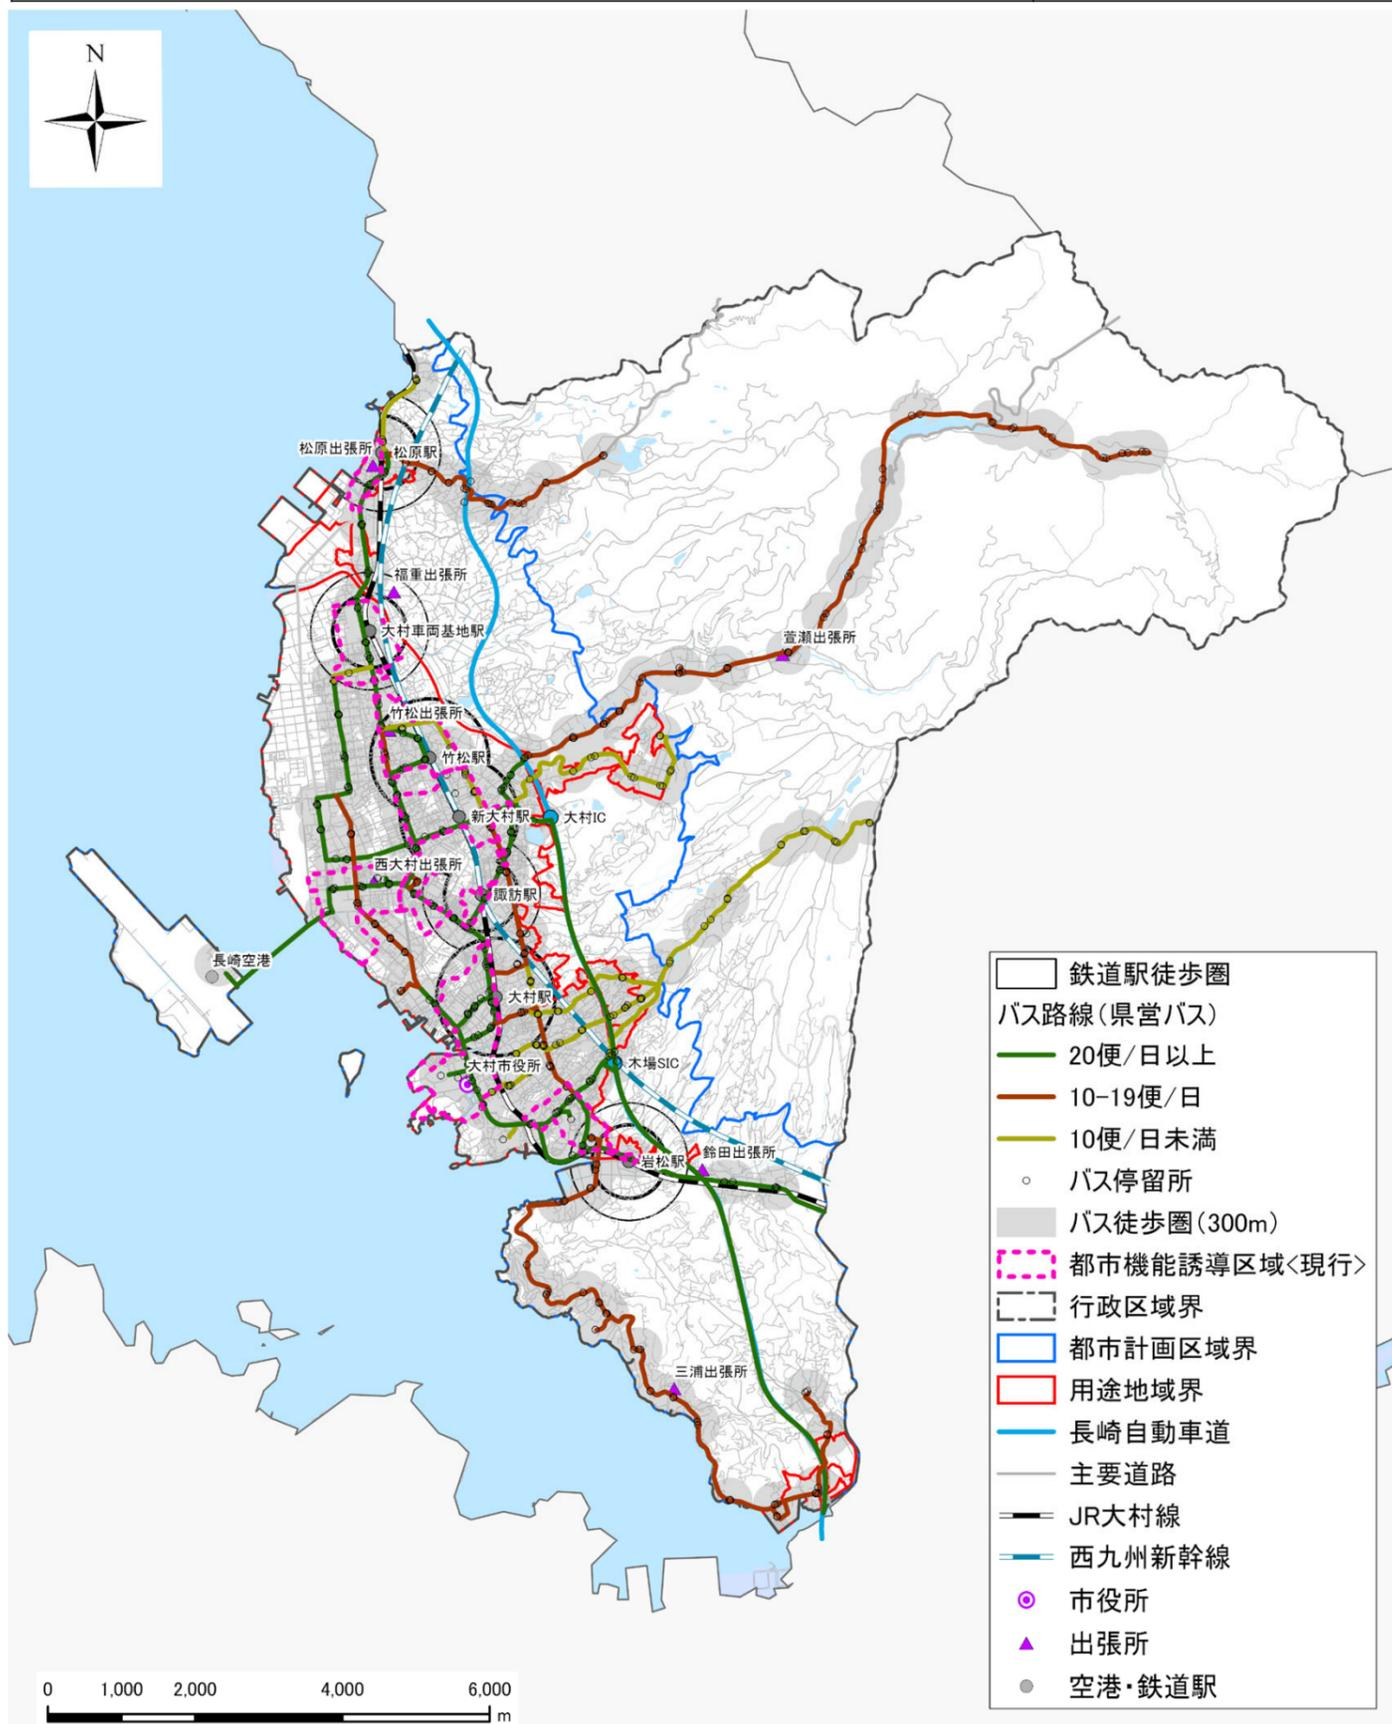 N
松原出張所
松原駅
福重出張所
大村車両基地駅
萱瀬出張所
竹松出張所
竹松駅
新大村駅
大村IC
西大村出張所
諏訪駅
長崎空港
大村駅
大村市役所
木場SIC
岩松駅
鈴田出張所
三浦出張所
鉄道駅徒歩圏
バス路線(県営バス)
20便/日以上
10-19便/日
10便/日未満
バス停留所
バス徒歩圏(300m)
都市機能誘導区域<現行>
行政区域界
都市計画区域界
用途地域界
長崎自動車道
主要道路
JR大村線
西九州新幹線
市役所
出張所
空港・鉄道駅
0 1,000 2,000 4,000 6,000
m